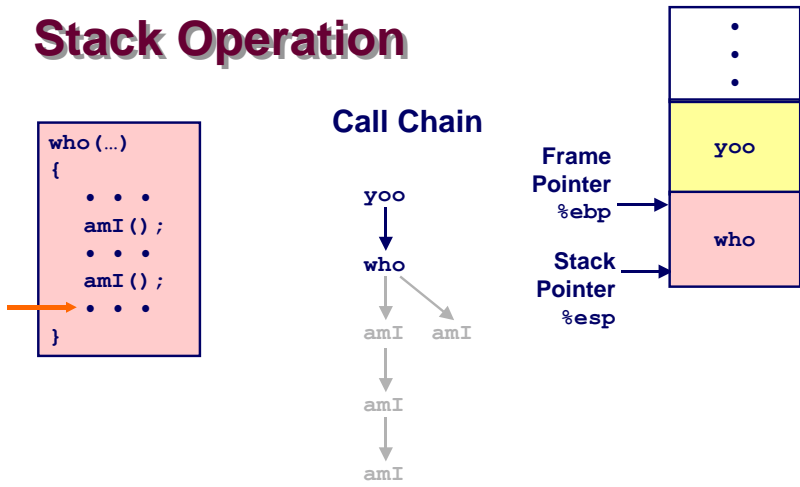 Stack Operation
who(…)
{
• • •
amI();
• • •
amI();
• • •
}
Call Chain
yoo
who
amI amI
amI
amI
Frame
Pointer
%ebp
Stack
Pointer
%esp
•
•
•
yoo
who